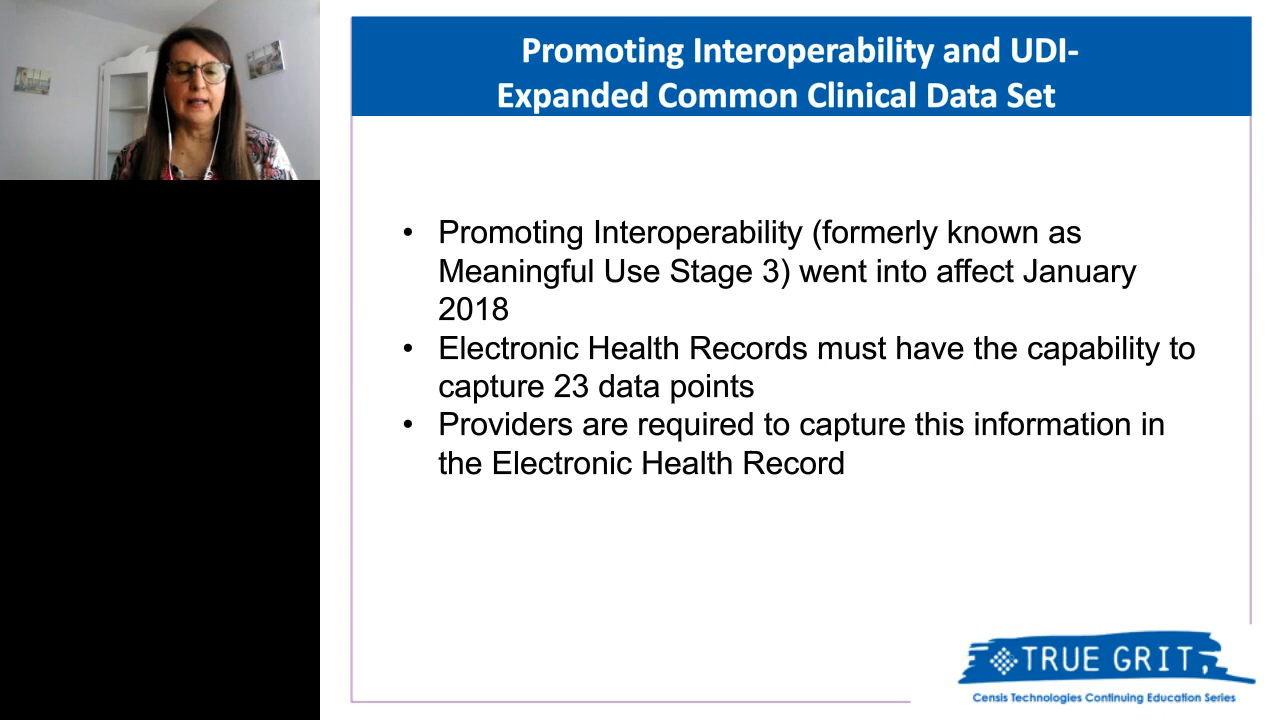 Promoting Interoperability and UDI-
Expanded Common Clinical Data Set
• Promoting Interoperability (formerly known as
Meaningful Use Stage 3) went into affect January
2018
• Electronic Health Records must have the capability to
capture 23 data points
• Providers are required to capture this information in
the Electronic Health Record
TRUE GRIT
Censis Technologies Continuing Education Series